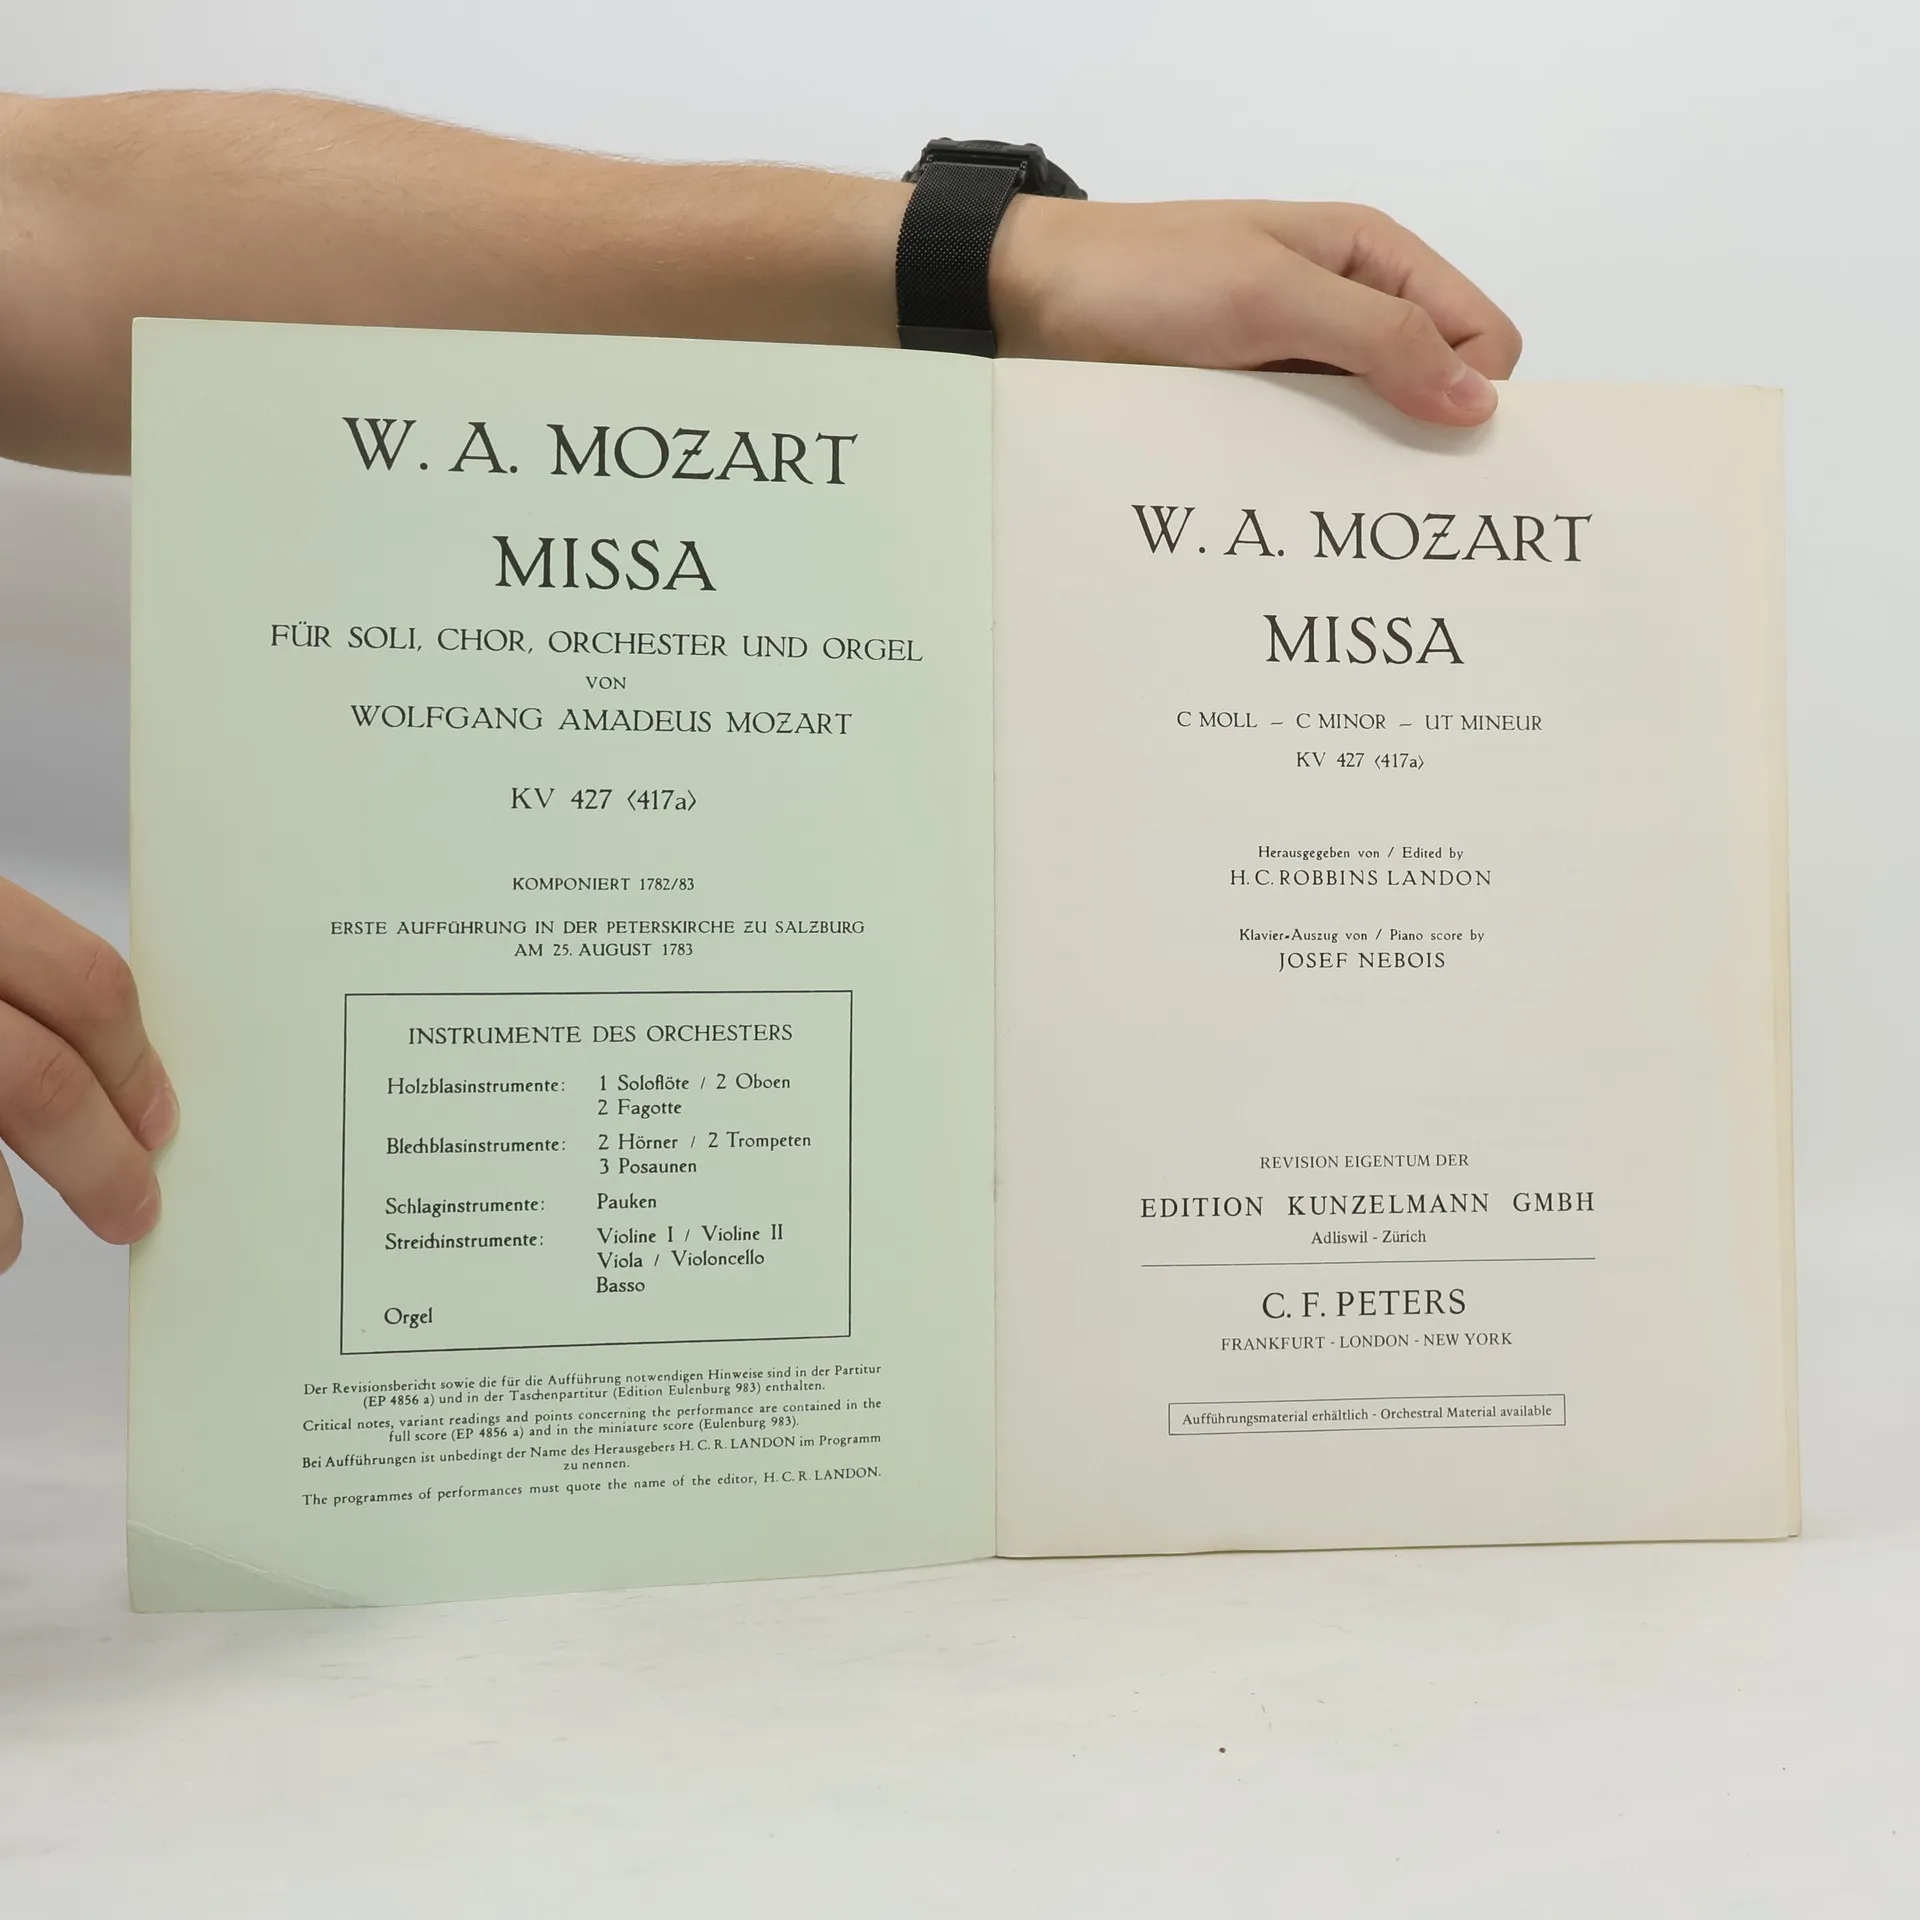 W. A. MOZART
MISSA
FÜR SOLI, CHOR, ORCHESTER UND ORGEL
VON
WOLFGANG AMADEUS MOZART
KV 427 ⟨417a⟩
KOMPONIERT 1782/83
ERSTE AUFFÜHRUNG IN DER PETERSKIRCHE ZU SALZBURG
AM 25. AUGUST 1783
INSTRUMENTE DES ORCHESTERS
Holzblasinstrumente: 1 Soloflöte / 2 Oboen
2 Fagotte
Blechblasinstrumente: 2 Hörner / 2 Trompeten
3 Posaunen
Schlaginstrumente: Pauken
Streichinstrumente: Violine I / Violine II
Viola / Violoncello
Basso
Orgel
Der Revisionsbericht sowie die für die Aufführung notwendigen Hinweise sind in der Partitur
(EP 4856 a) und in der Taschenpartitur (Edition Eulenburg 983) enthalten.
Critical notes, variant readings and points concerning the performance are contained in the
full score (EP 4856 a) and in the miniature score (Eulenburg 983).
Bei Aufführungen ist unbedingt der Name des Herausgebers H. C. R. LANDON im Programm
zu nennen.
The programmes of performances must quote the name of the editor, H. C. R. LANDON.
W. A. MOZART
MISSA
C MOLL – C MINOR – UT MINEUR
KV 427 ⟨417a⟩
Herausgegeben von / Edited by
H. C. ROBBINS LANDON
Klavier-Auszug von / Piano score by
JOSEF NEBOIS
REVISION EIGENTUM DER
EDITION KUNZELMANN GMBH
Adliswil - Zürich
C. F. PETERS
FRANKFURT - LONDON - NEW YORK
Aufführungsmaterial erhältlich - Orchestral Material available